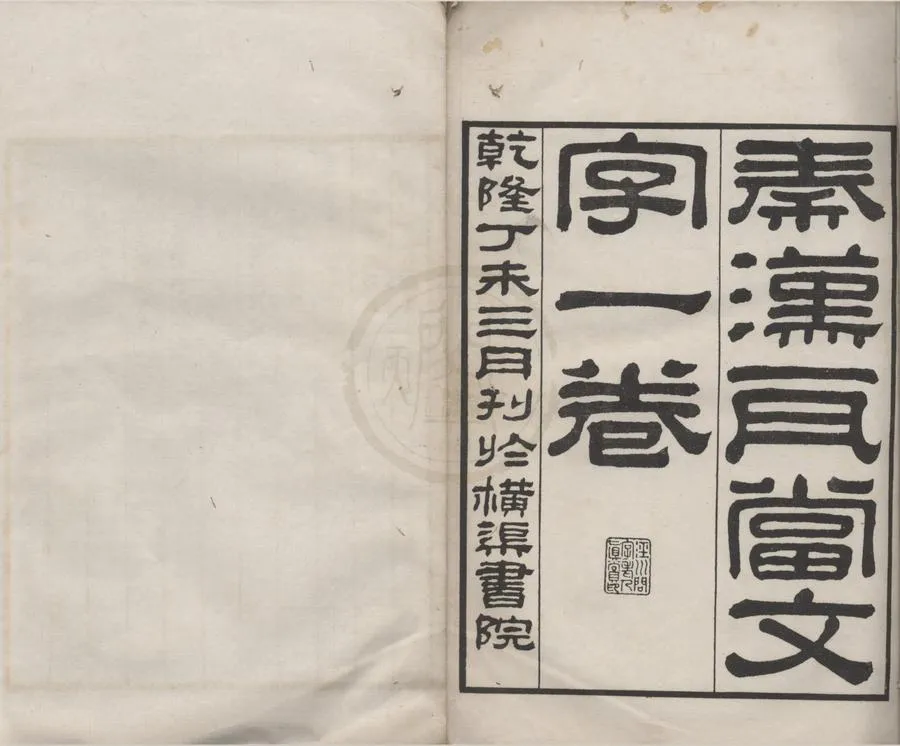 秦漢瓦當文
字一卷
乾隆丁未三月刊於橫渠書院